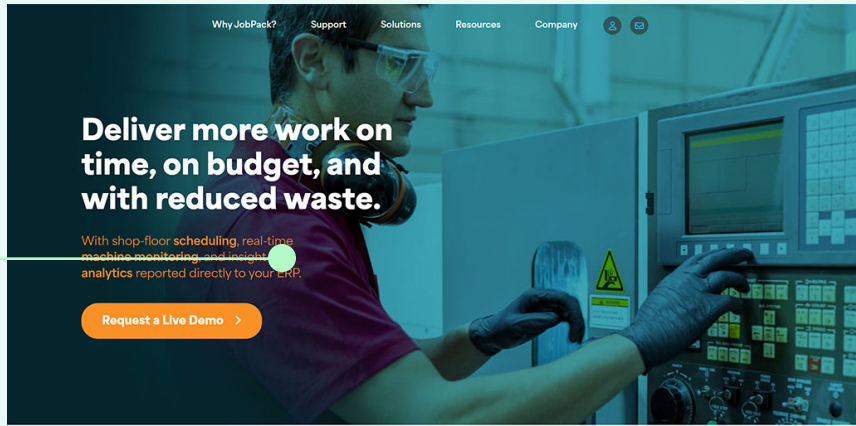 Why JobPack?
Support
Solutions
Resources
Company
Deliver more work on
time, on budget, and
with reduced waste.
With shop-floor scheduling, real-time
machine monitoring, and insight
analytics reported directly to your ERP.
Request a Live Demo